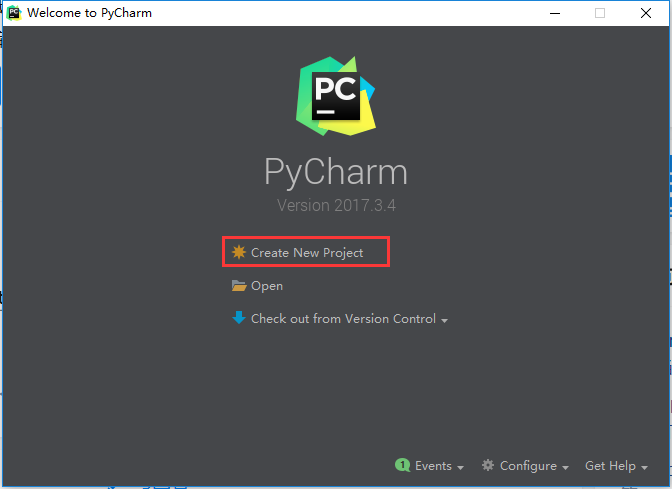 Welcome to PyCharm
PC
PyCharm
Version 2017.3.4
Create New Project
Open
Check out from Version Control
1 Events
Configure
Get Help